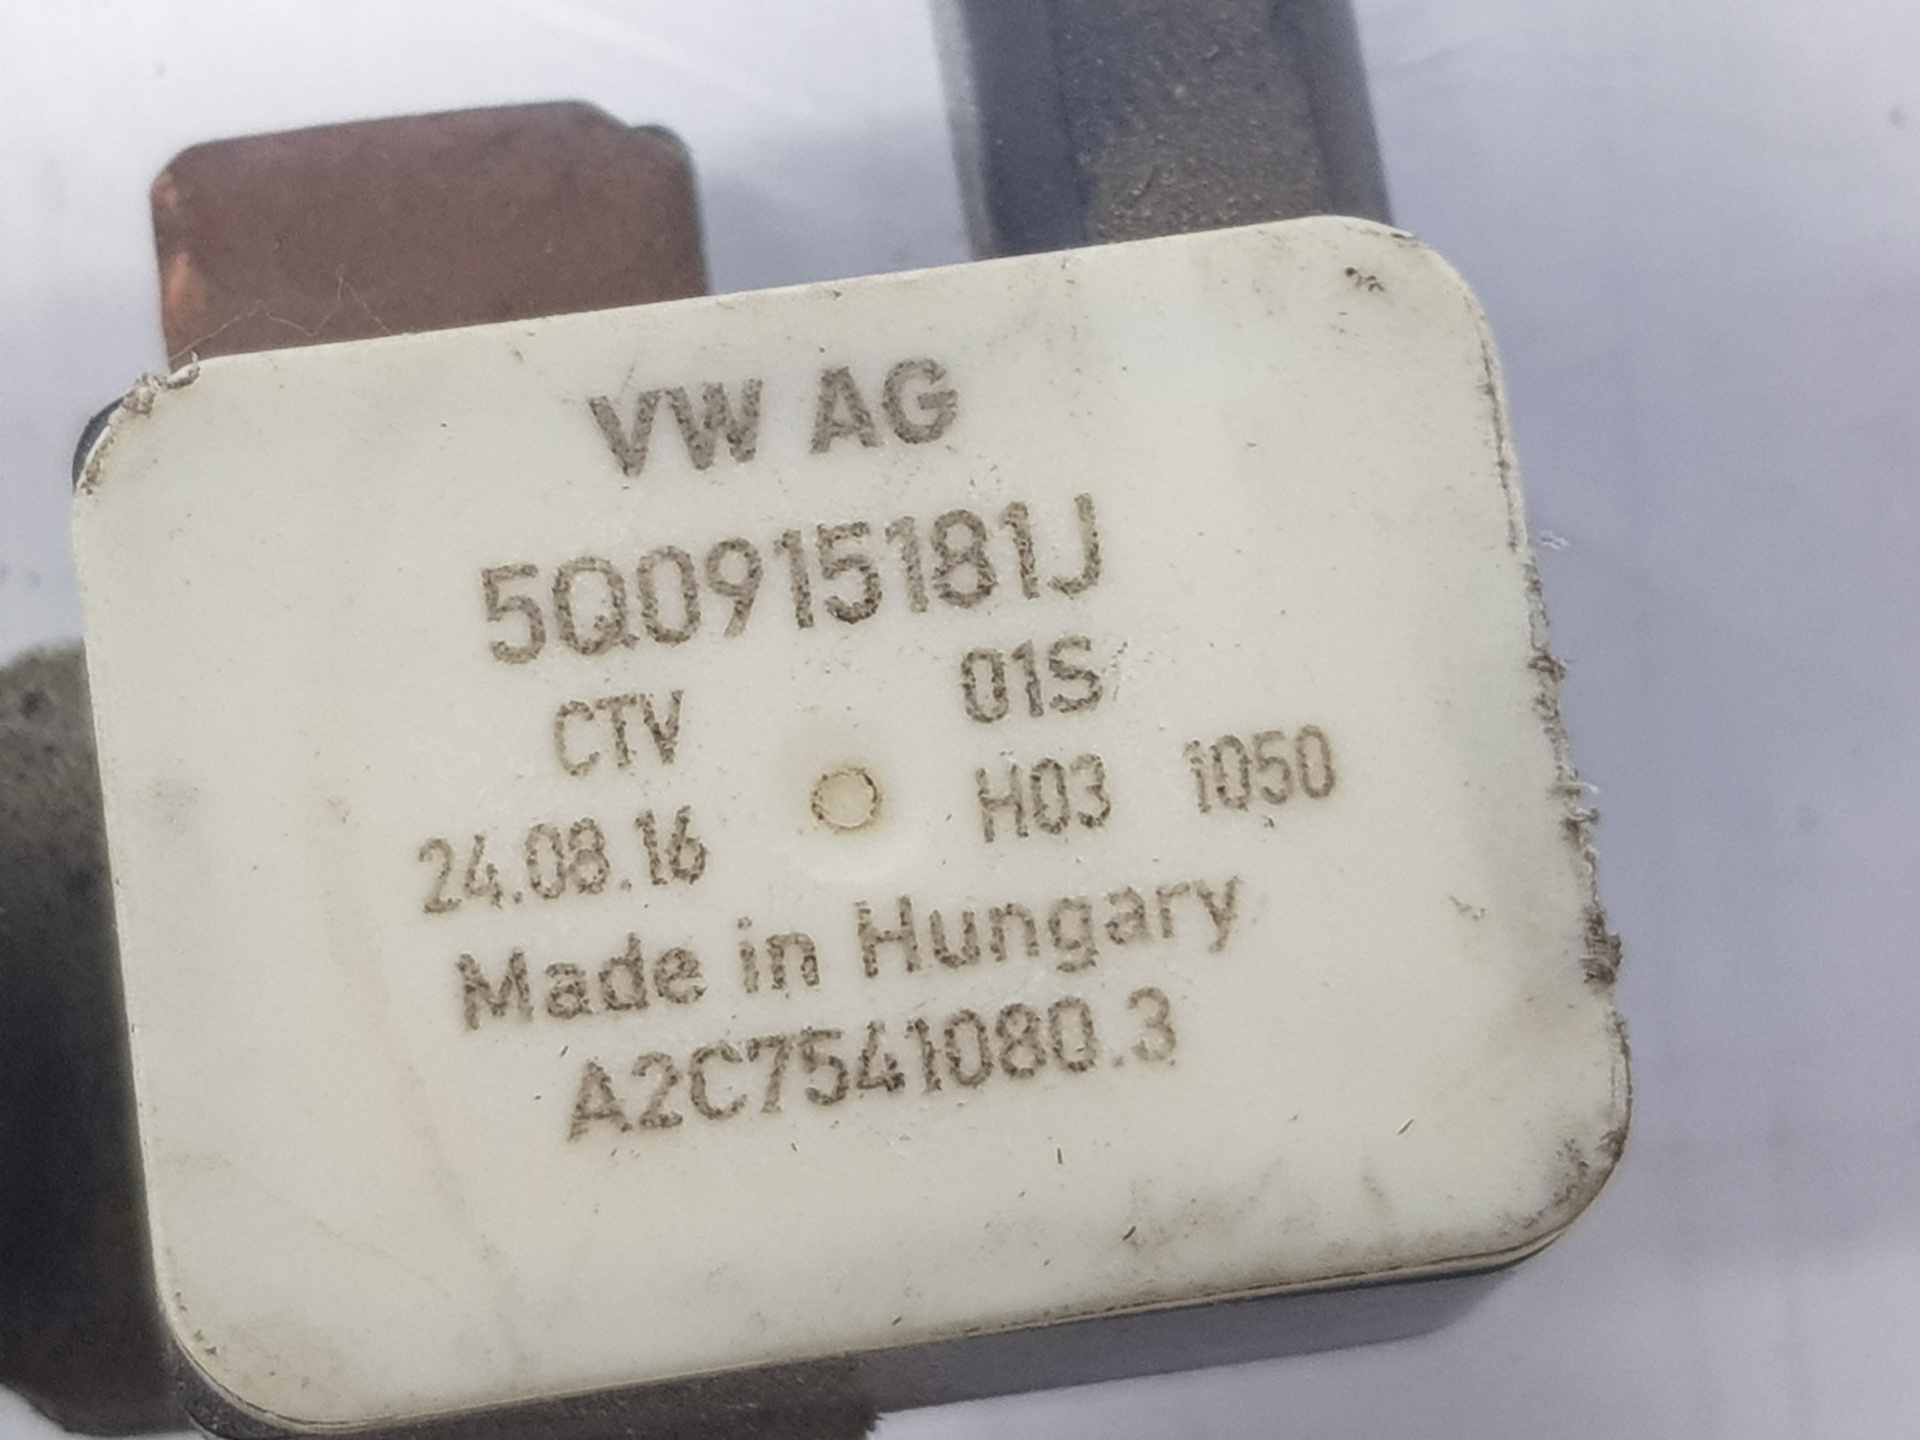 VW AG
5Q0915181J
CTV 01S
24.08.16 H03 1050
Made in Hungary
A2C7541080.3